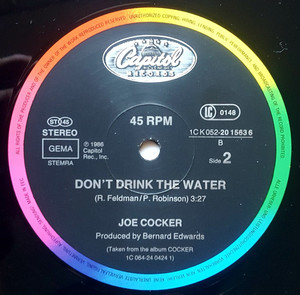 Capitol
RECORDS
ST 45
STEREO
45 RPM
LC 0148
GEMA
STEMRA
℗ 1986
Capitol
Rec., Inc.
1C K 052-20 1563 6
B
Side 2
DON'T DRINK THE WATER
(R. Feldman/P. Robinson) 3:27
JOE COCKER
Produced by Bernard Edwards
(Taken from the album COCKER
1C 064-24 0424 1)